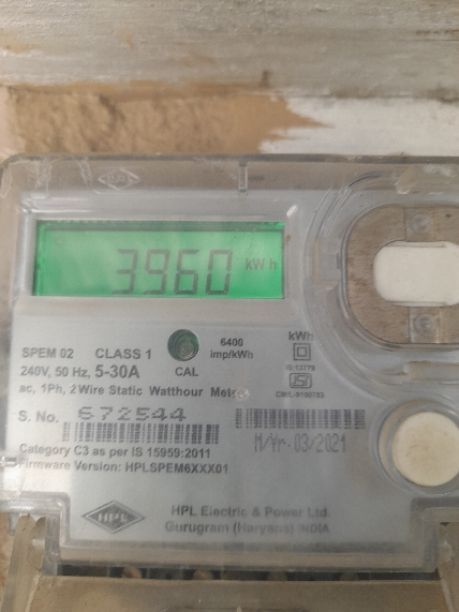 3960 kWh
SPEM 02 CLASS 1
240V, 50 Hz, 5-30A
CAL
6400
imp/kWh
kWh
IS 13779
ac, 1Ph, 2 Wire Static Watthour Meter
S. No. 672544
M/Yr-03/2021
Category C3 as per IS 15959:2011
Firmware Version: HPLSPEM6XXX01
HPL
HPL Electric & Power Ltd.
Gurugram (Haryana) INDIA